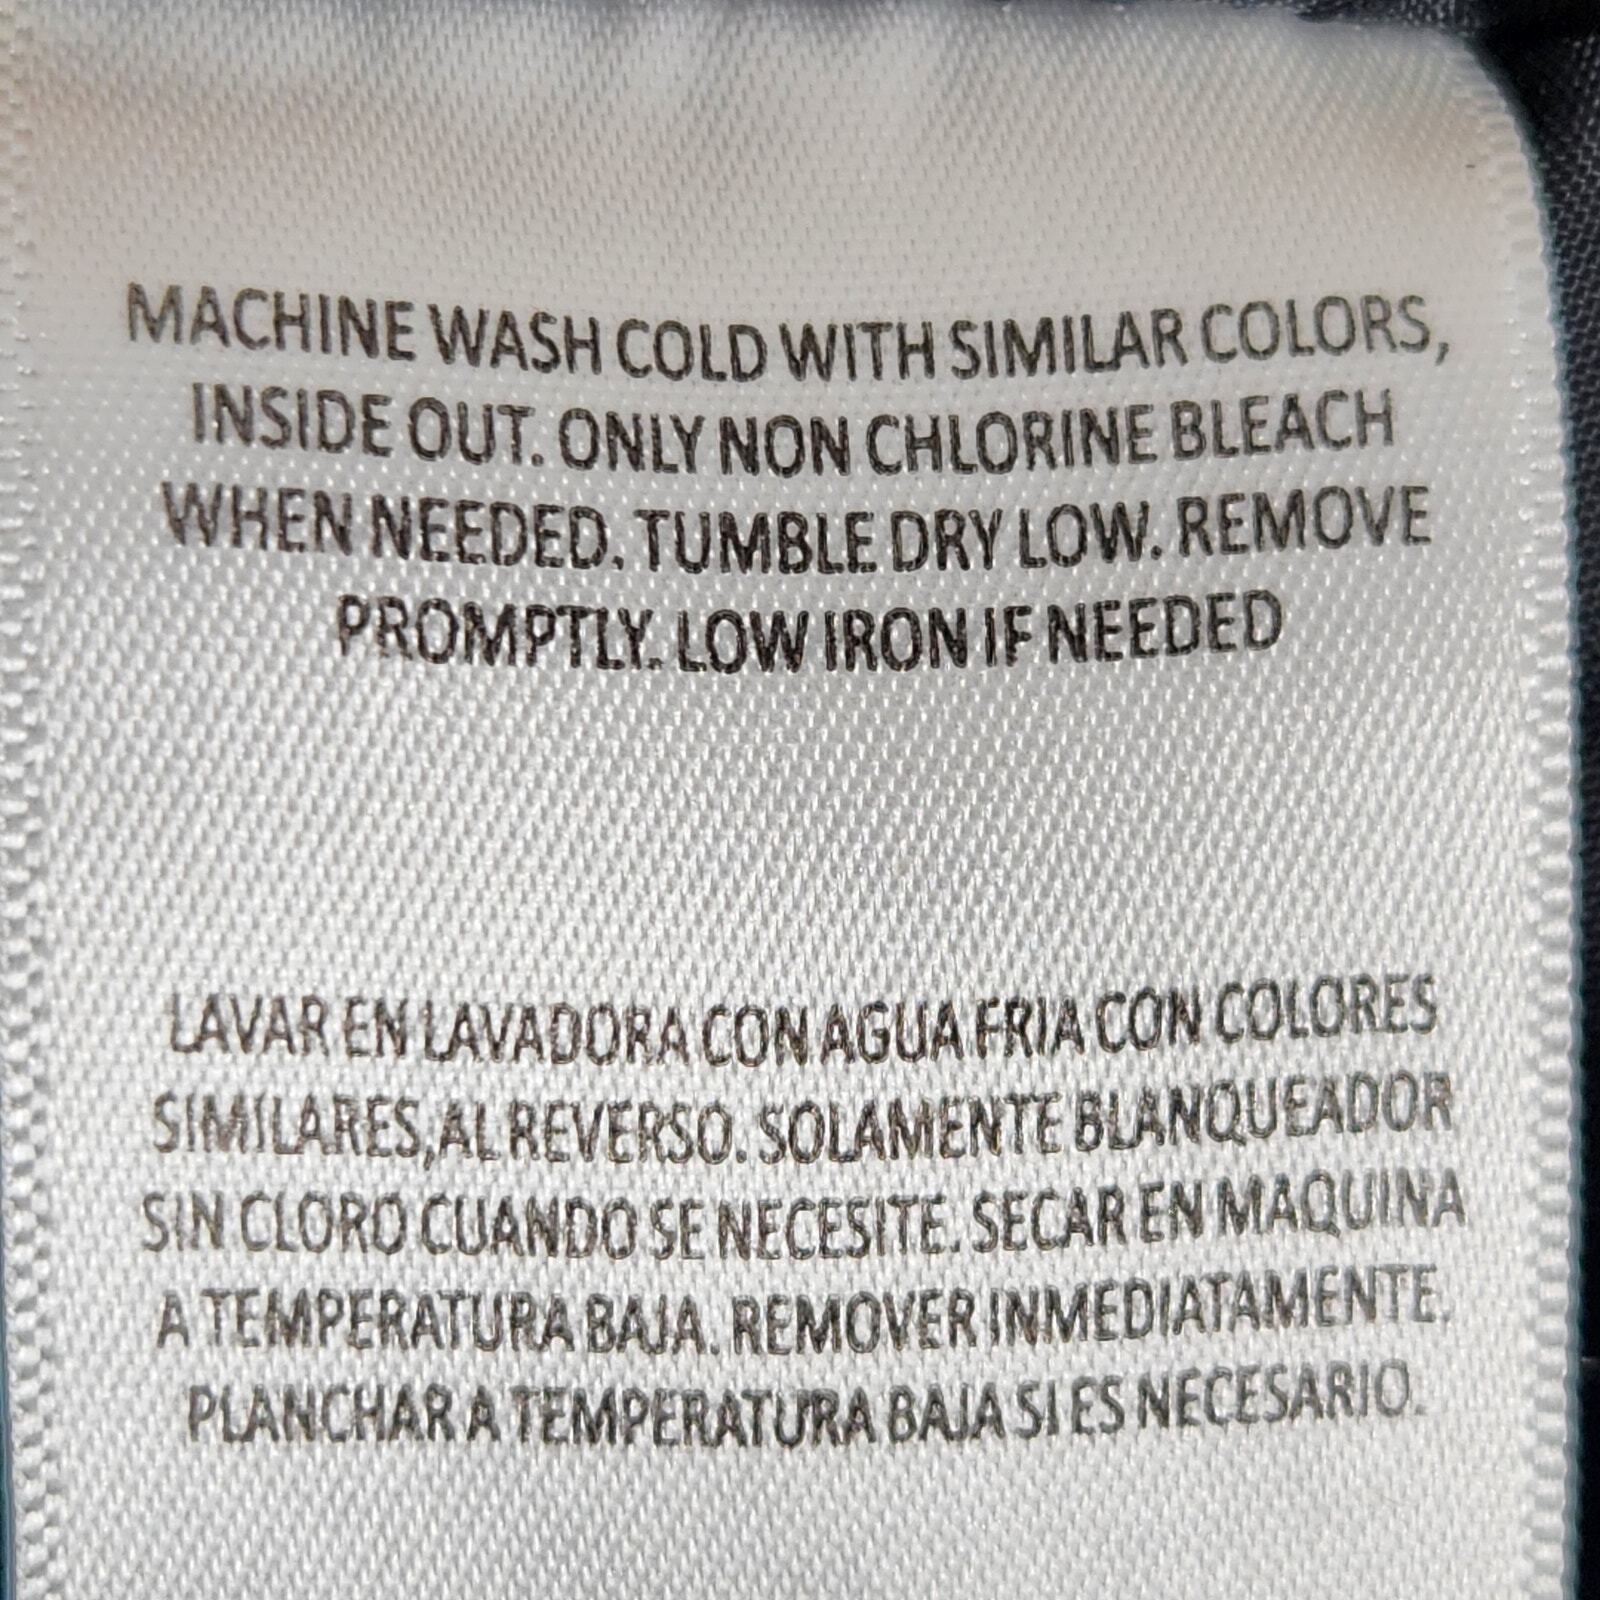 MACHINE WASH COLD WITH SIMILAR COLORS,
INSIDE OUT. ONLY NON CHLORINE BLEACH
WHEN NEEDED. TUMBLE DRY LOW. REMOVE
PROMPTLY. LOW IRON IF NEEDED
LAVAR EN LAVADORA CON AGUA FRIA CON COLORES
SIMILARES,AL REVERSO. SOLAMENTE BLANQUEADOR
SIN CLORO CUANDO SE NECESITE. SECAR EN MAQUINA
A TEMPERATURA BAJA. REMOVER INMEDIATAMENTE.
PLANCHAR A TEMPERATURA BAJA SI ES NECESARIO.